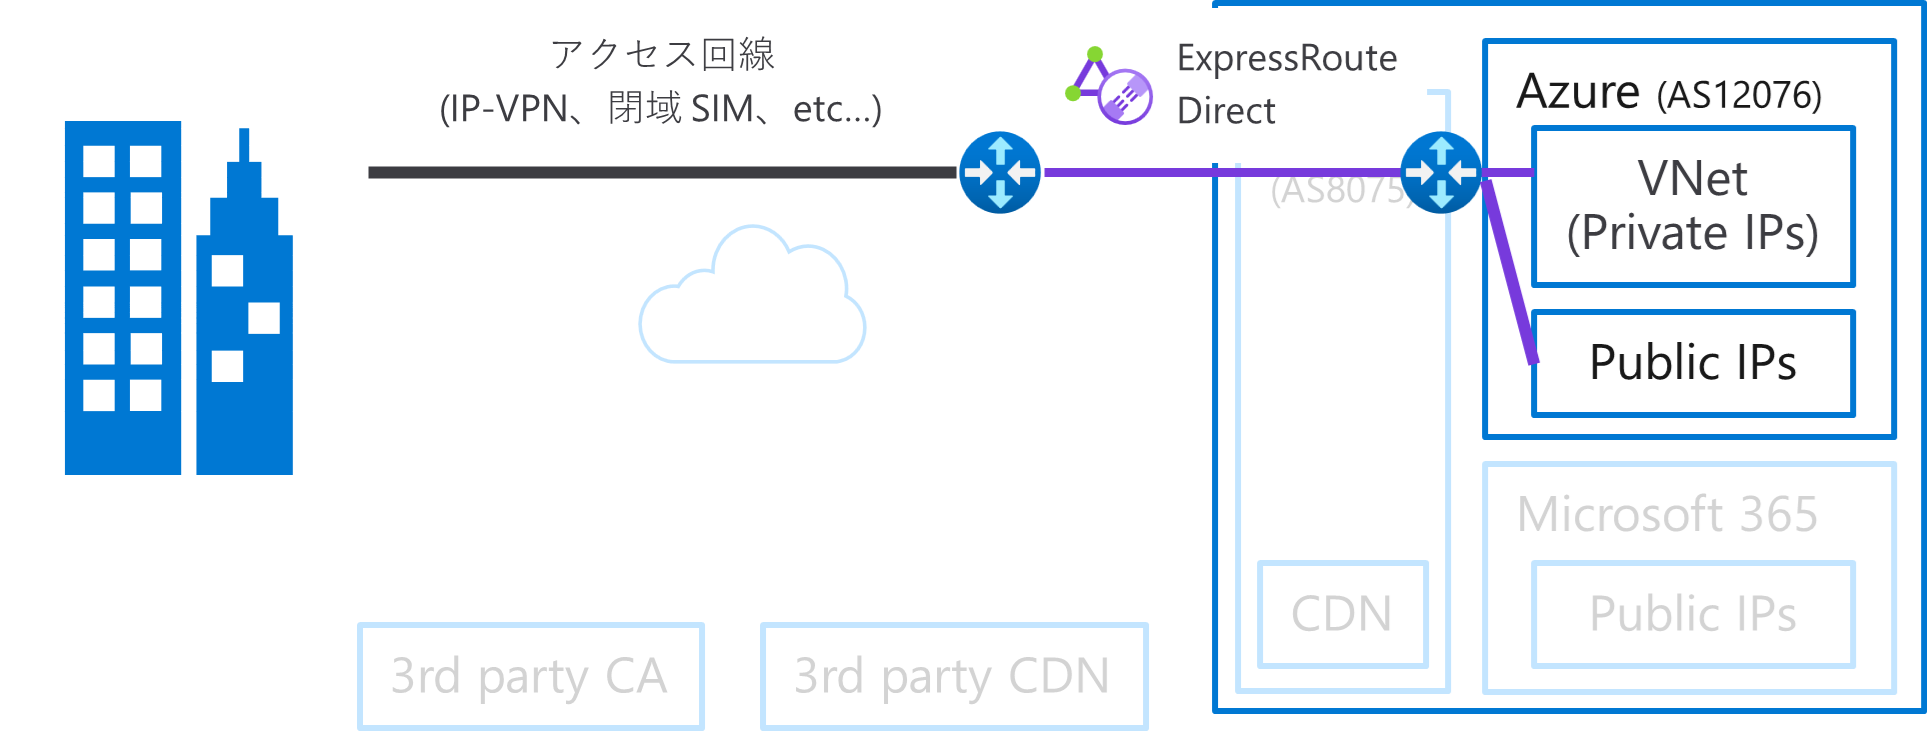 アクセス回線
(IP-VPN、閉域 SIM、etc...)
ExpressRoute
Direct
Azure (AS12076)
VNet
(Private IPs)
(AS8075)
Public IPs
Microsoft 365
CDN
Public IPs
3rd party CA
3rd party CDN